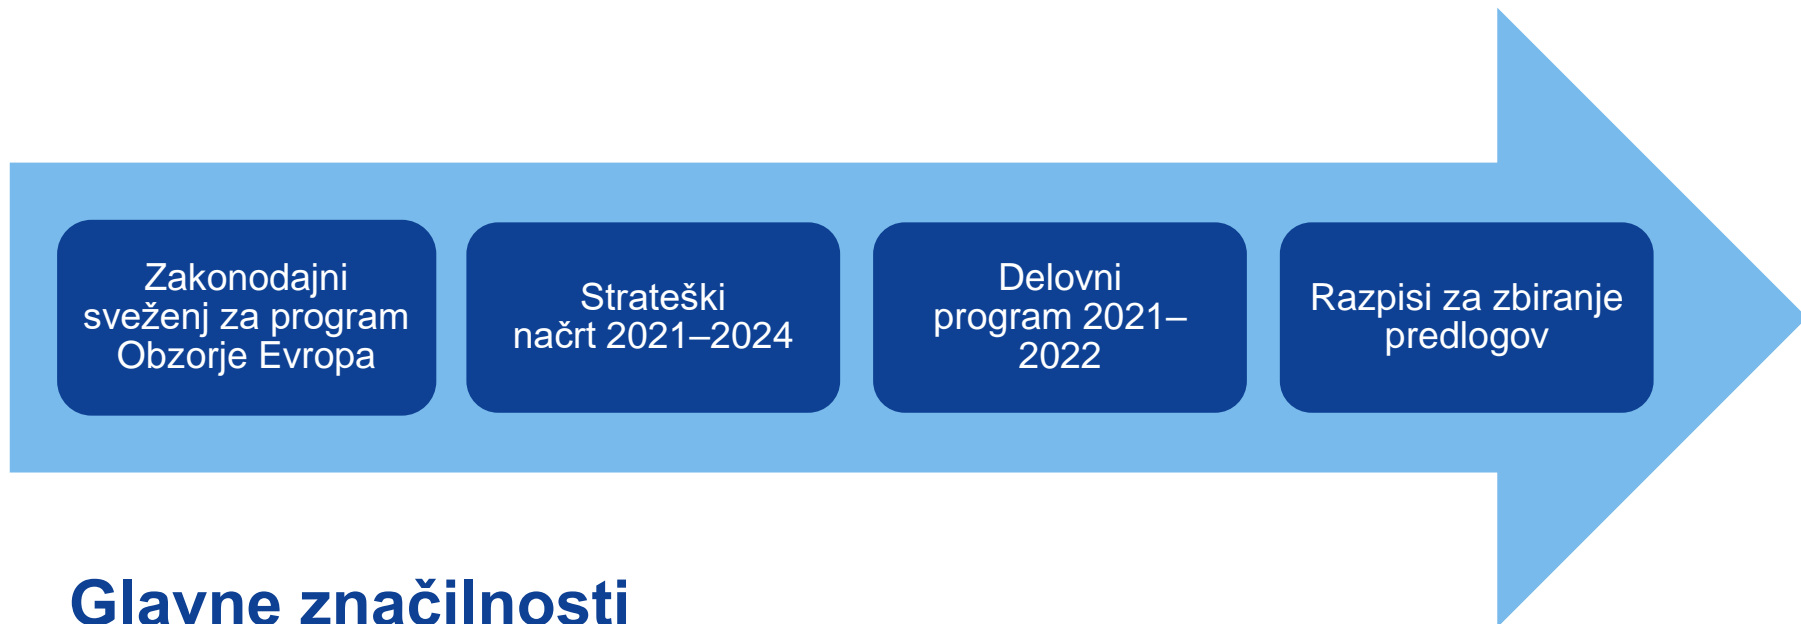 Zakonodajni
sveženj za program
Obzorje Evropa
Strateški
načrt 2021–2024
Delovni
program 2021–
2022
Razpisi za zbiranje
predlogov
Glavne značilnosti